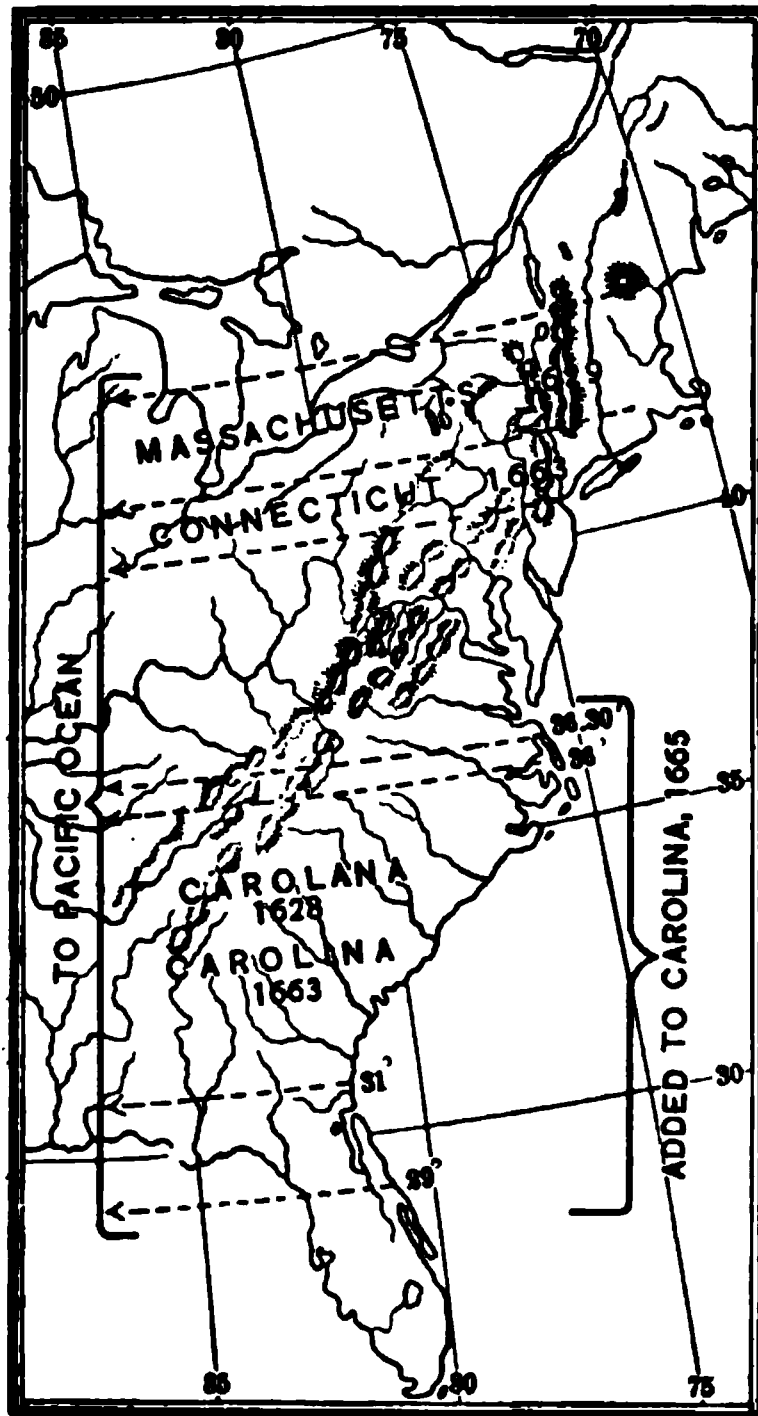 85
80
75
70
50
MASSACHUSETTS
CONNECTICUT 1663
40
TO PACIFIC OCEAN
36.30'
36'
35
CAROLANA
1628
CAROLINA
1663
ADDED TO CAROLINA, 1665
31'
30
29'
85
80
75